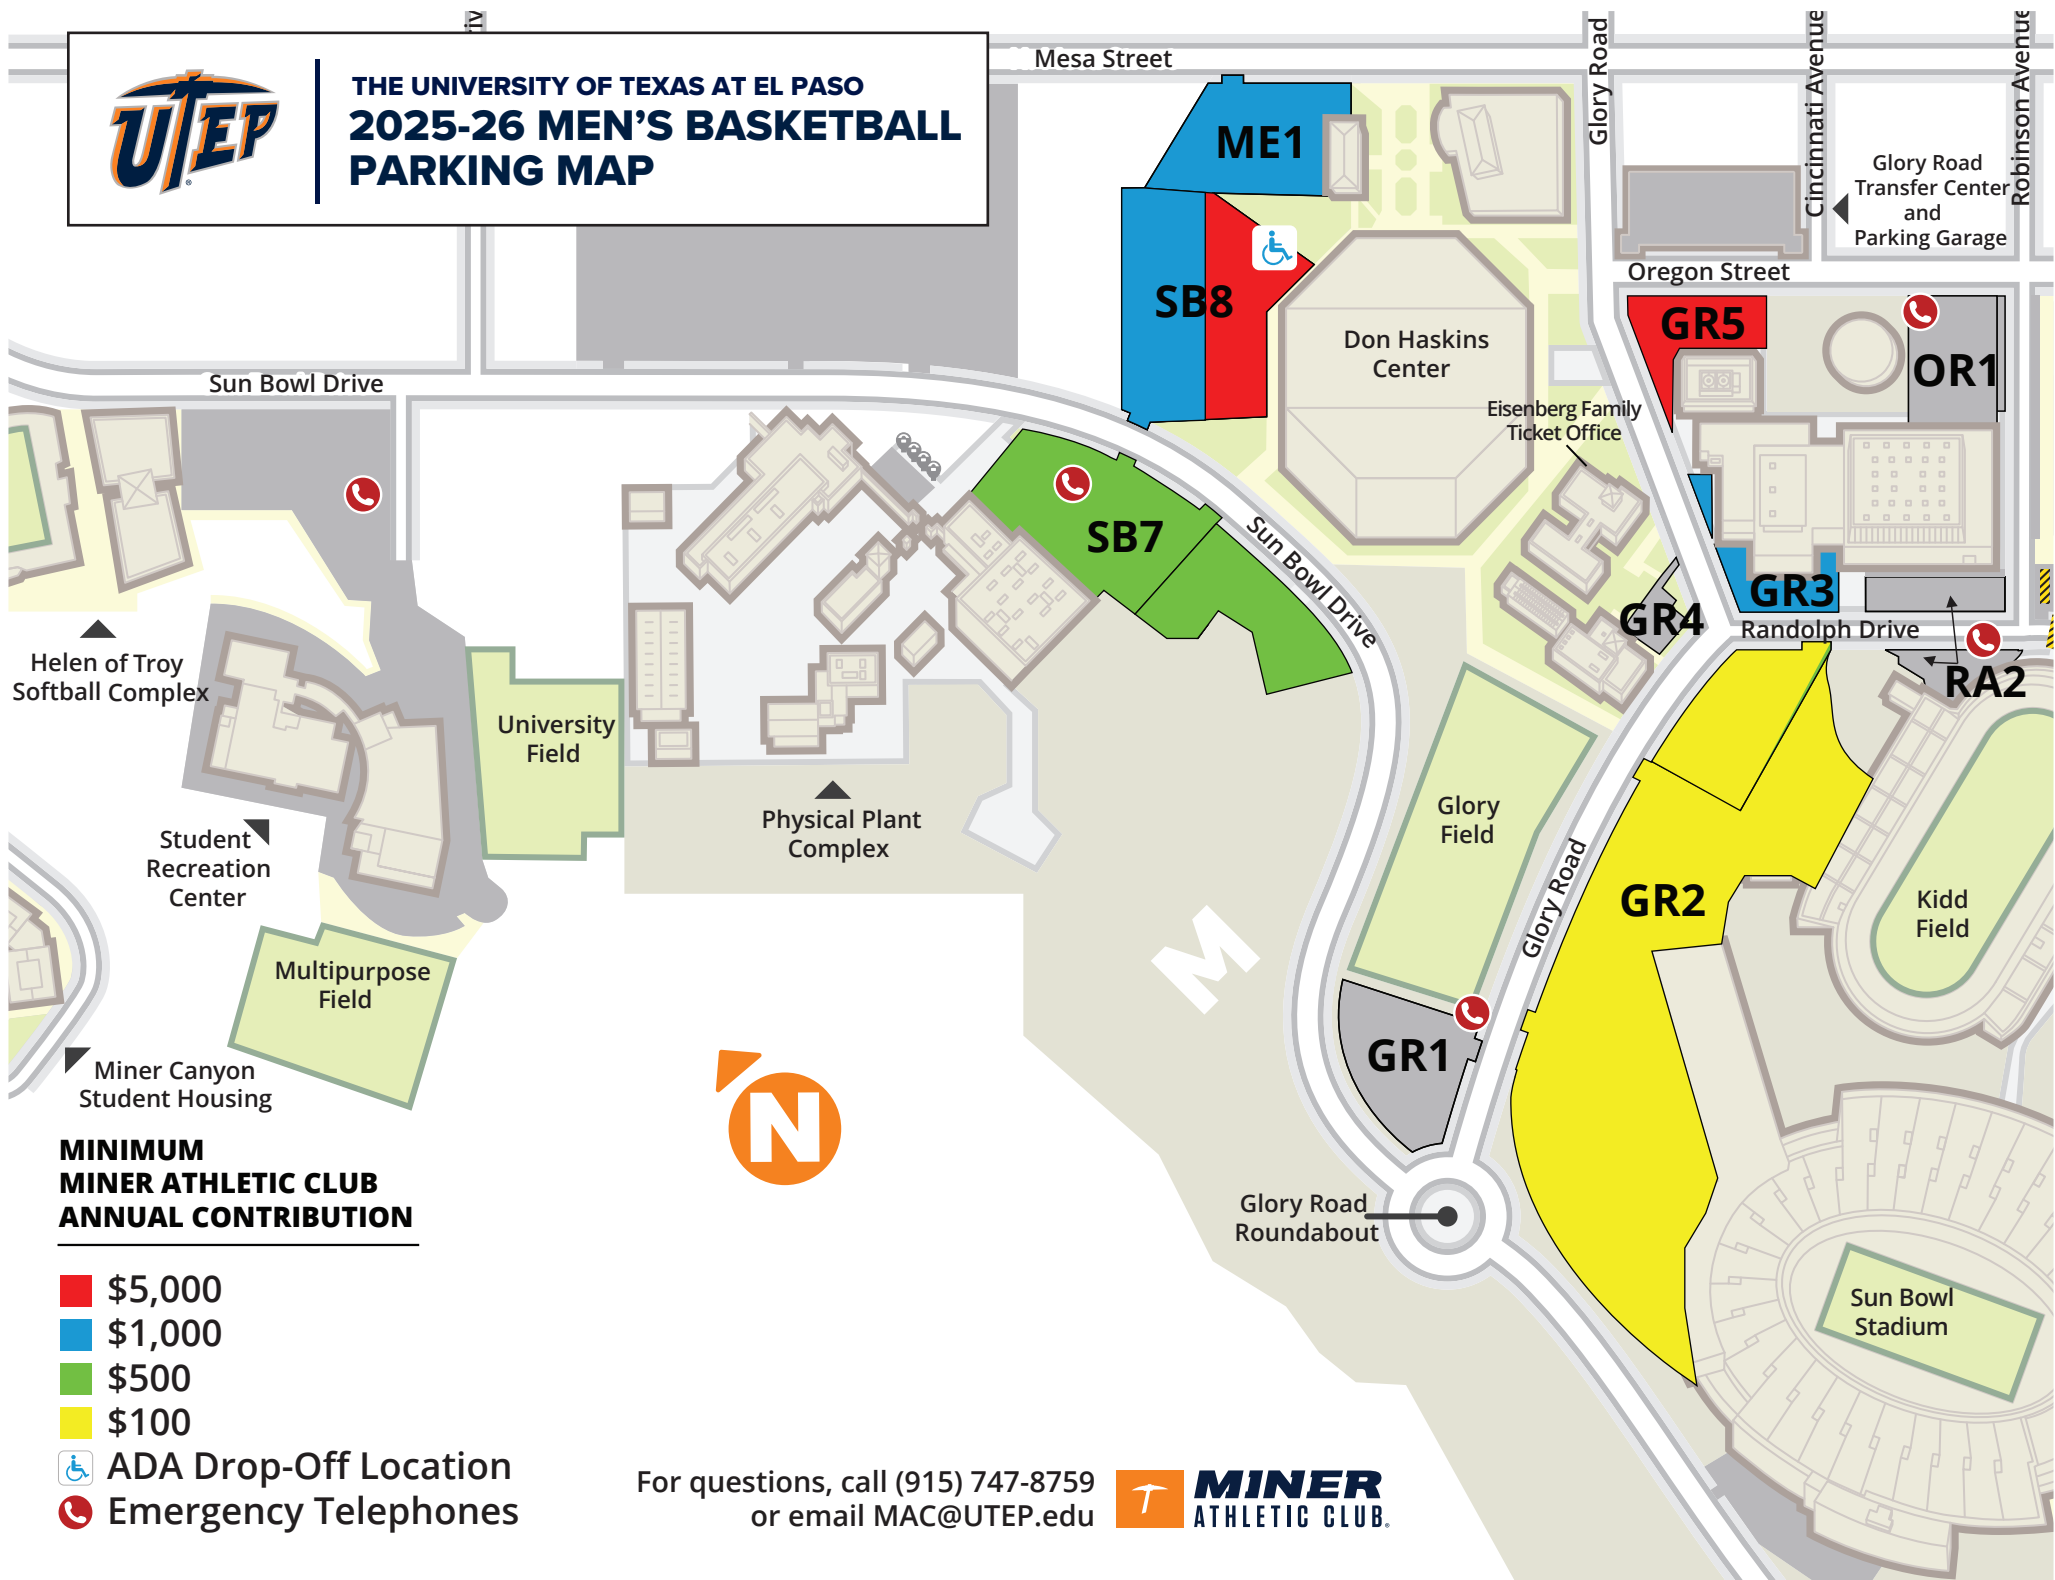 UTEP
THE UNIVERSITY OF TEXAS AT EL PASO
2025-26 MEN'S BASKETBALL
PARKING MAP
Mesa Street
Glory Road
Cincinnati Avenue
Robinson Avenue
Glory Road
Transfer Center
and
Parking Garage
Oregon Street
ME1
SB8
GR5
OR1
Don Haskins
Center
Eisenberg Family
Ticket Office
Sun Bowl Drive
SB7
Sun Bowl Drive
GR3
GR4
Randolph Drive
RA2
Helen of Troy
Softball Complex
University
Field
Physical Plant
Complex
Student
Recreation
Center
Glory
Field
Glory Road
GR2
Kidd
Field
M
Multipurpose
Field
GR1
Miner Canyon
Student Housing
N
Glory Road
Roundabout
Sun Bowl
Stadium
MINIMUM
MINER ATHLETIC CLUB
ANNUAL CONTRIBUTION
$5,000
$1,000
$500
$100
ADA Drop-Off Location
Emergency Telephones
For questions, call (915) 747-8759
or email MAC@UTEP.edu
MINER
ATHLETIC CLUB